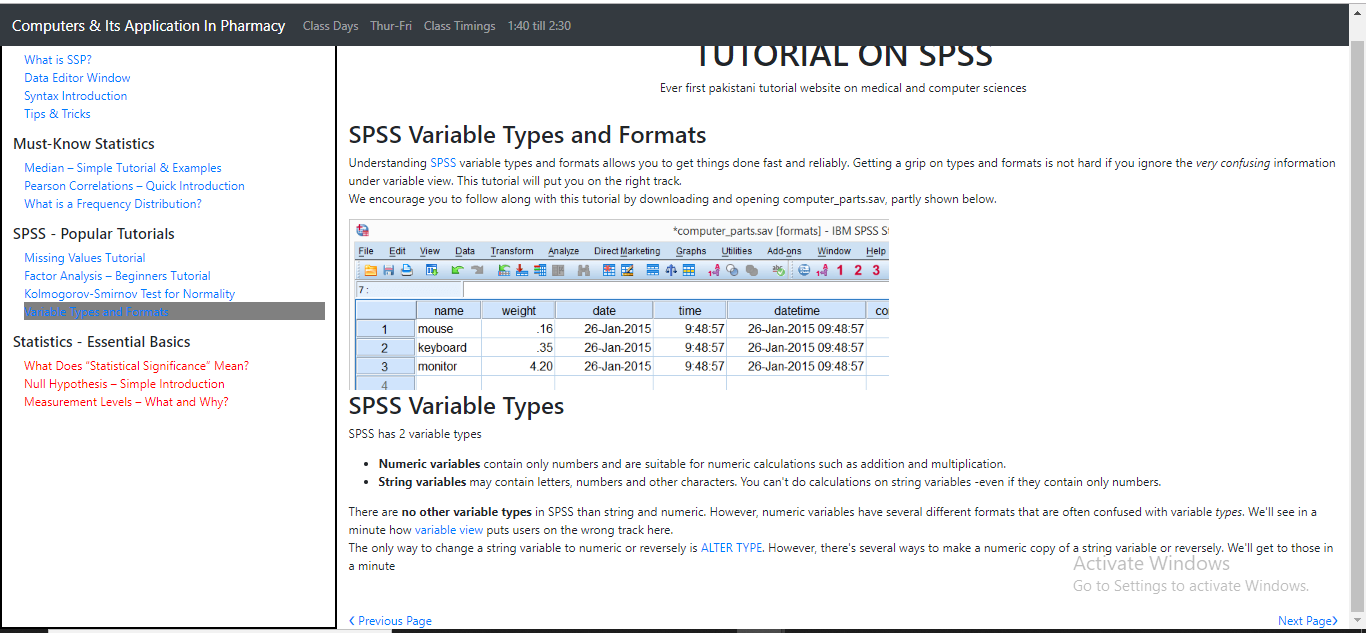 Computers & Its Application In Pharmacy Class Days Thur-Fri Class Timings 1:40 till 2:30
What is SSP?
Data Editor Window
Syntax Introduction
Tips & Tricks
Must-Know Statistics
Median – Simple Tutorial & Examples
Pearson Correlations – Quick Introduction
What is a Frequency Distribution?
SPSS - Popular Tutorials
Missing Values Tutorial
Factor Analysis – Beginners Tutorial
Kolmogorov-Smirnov Test for Normality
Variable Types and Formats
Statistics - Essential Basics
What Does “Statistical Significance” Mean?
Null Hypothesis – Simple Introduction
Measurement Levels – What and Why?
TUTORIAL ON SPSS
Ever first pakistani tutorial website on medical and computer sciences
SPSS Variable Types and Formats
Understanding SPSS variable types and formats allows you to get things done fast and reliably. Getting a grip on types and formats is not hard if you ignore the very confusing information
under variable view. This tutorial will put you on the right track.
We encourage you to follow along with this tutorial by downloading and opening computer_parts.sav, partly shown below.
*computer_parts.sav [formats] - IBM SPSS St
File Edit View Data Transform Analyze Direct Marketing Graphs Utilities Add-ons Window Help
1 2 3
7 :
name weight date time datetime co
1 mouse .16 26-Jan-2015 9:48:57 26-Jan-2015 09:48:57
2 keyboard .35 26-Jan-2015 9:48:57 26-Jan-2015 09:48:57
3 monitor 4.20 26-Jan-2015 9:48:57 26-Jan-2015 09:48:57
4
SPSS Variable Types
SPSS has 2 variable types
• Numeric variables contain only numbers and are suitable for numeric calculations such as addition and multiplication.
• String variables may contain letters, numbers and other characters. You can't do calculations on string variables -even if they contain only numbers.
There are no other variable types in SPSS than string and numeric. However, numeric variables have several different formats that are often confused with variable types. We'll see in a
minute how variable view puts users on the wrong track here.
The only way to change a string variable to numeric or reversely is ALTER TYPE. However, there's several ways to make a numeric copy of a string variable or reversely. We'll get to those in
a minute
Activate Windows
Go to Settings to activate Windows.
‹ Previous Page
Next Page›